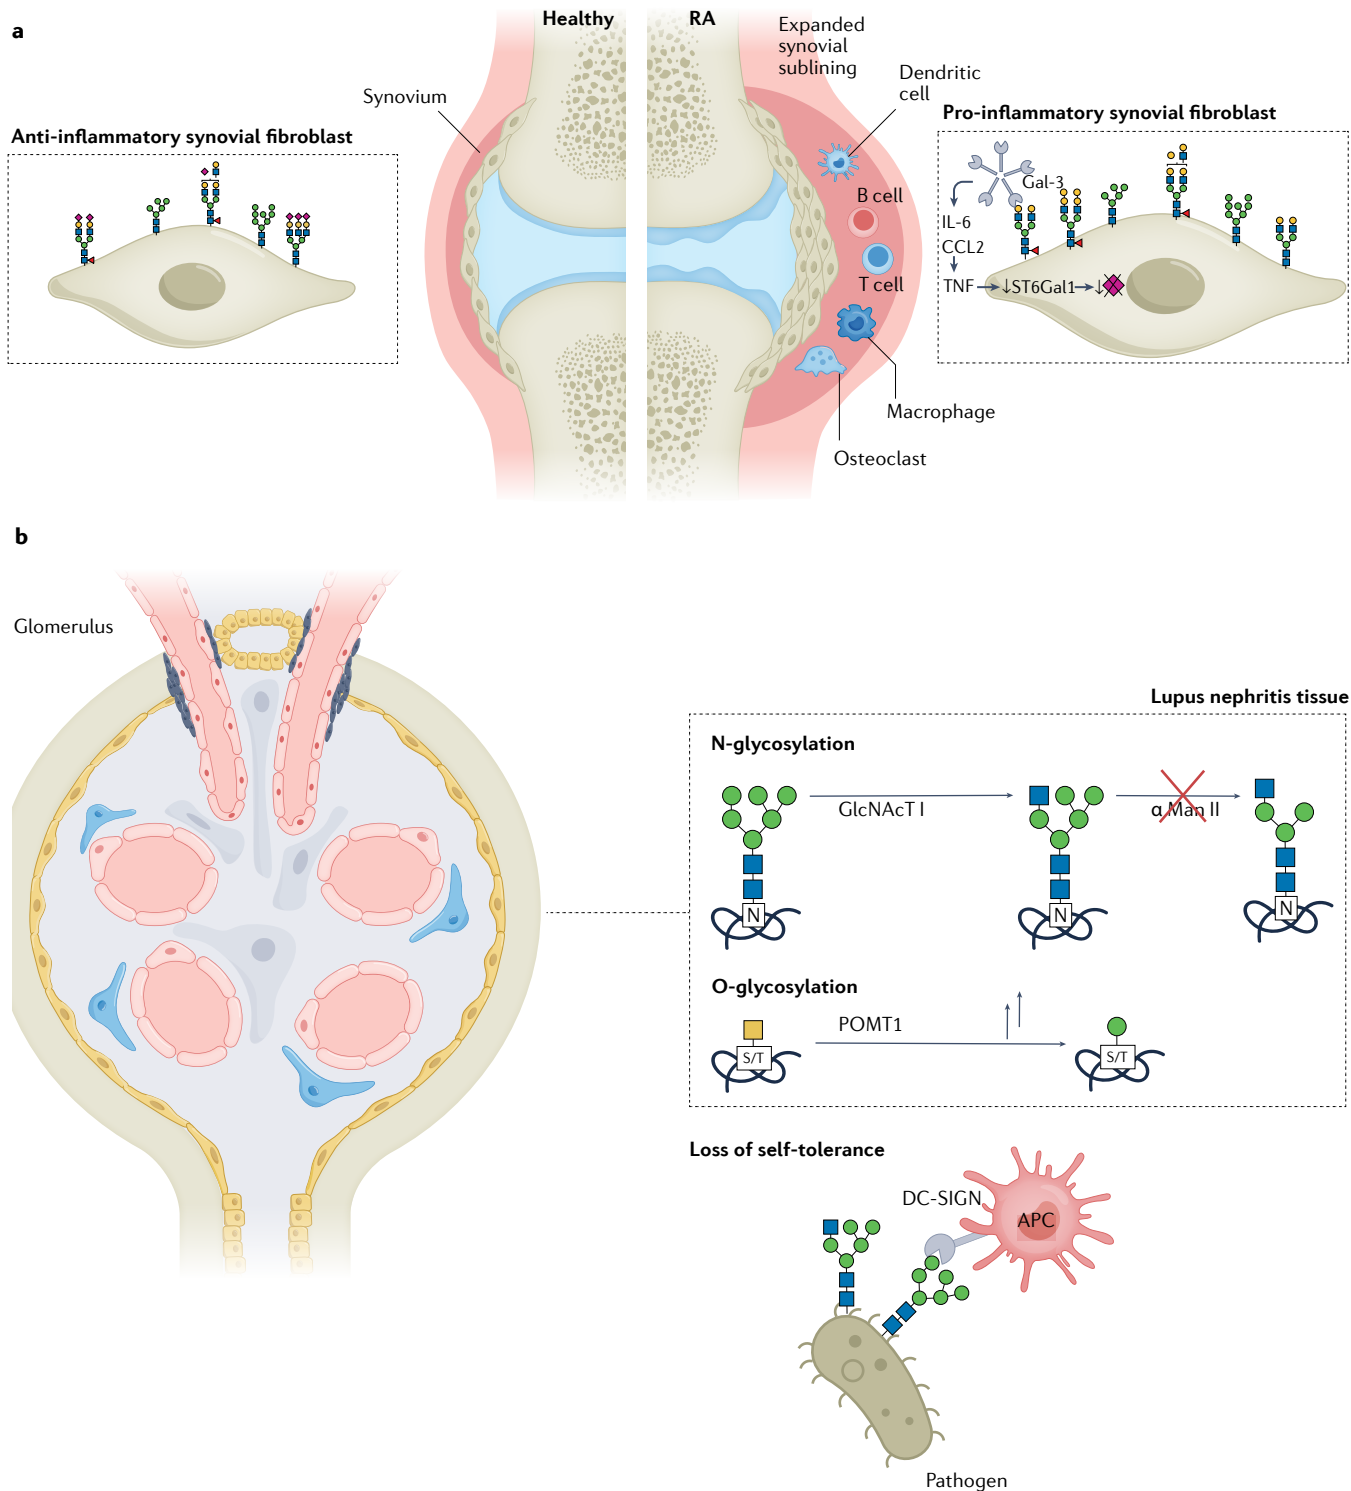 a
Healthy
RA
Expanded
synovial
sublining
Dendritic
cell
Synovium
Anti-inflammatory synovial fibroblast
Pro-inflammatory synovial fibroblast
Gal-3
IL-6
CCL2
TNF
↓ST6Gal1
↓
B cell
T cell
Macrophage
Osteoclast
b
Glomerulus
Lupus nephritis tissue
N-glycosylation
GlcNAcT I
α Man II
N
N
N
O-glycosylation
POMT1
S/T
S/T
Loss of self-tolerance
DC-SIGN
APC
Pathogen